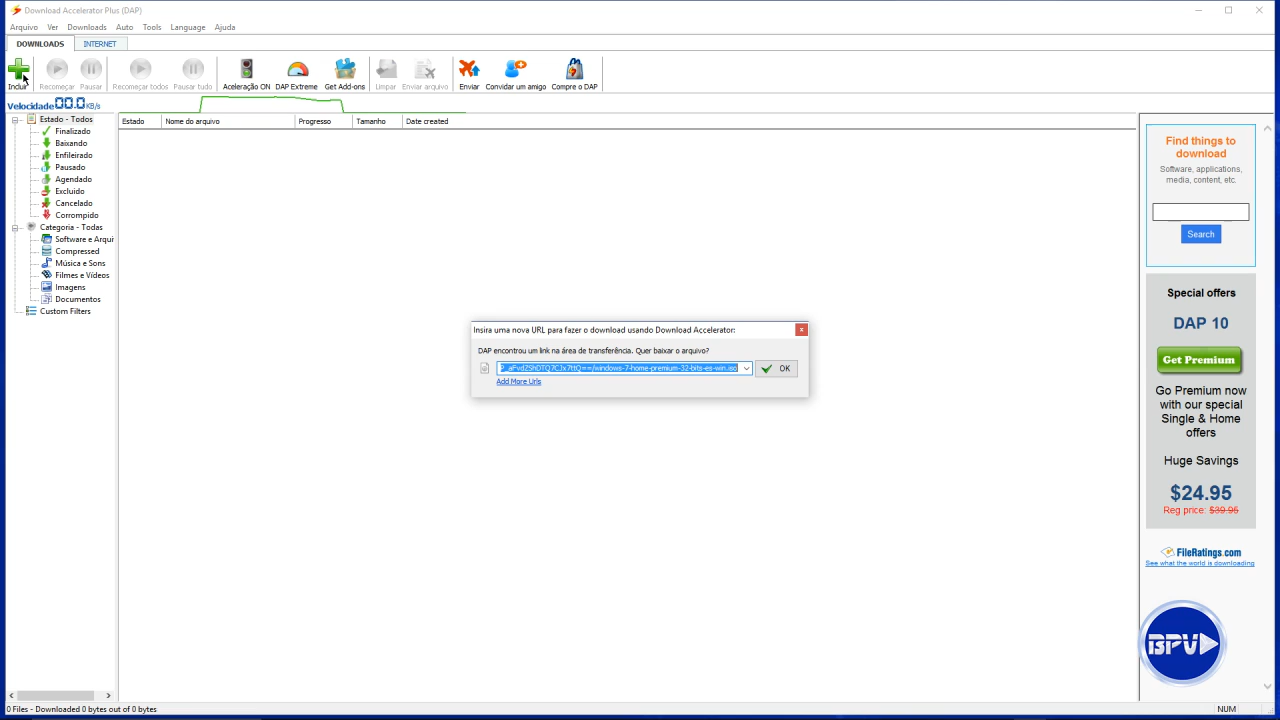 Download Accelerator Plus (DAP)
Arquivo Ver Downloads Auto Tools Language Ajuda
DOWNLOADS INTERNET
Incluir Recomeçar Pausar Recomeçar todos Pausar tudo Aceleração ON DAP Extreme Get Add-ons Limpar Enviar arquivo Enviar Convidar um amigo Compre o DAP
Velocidade 00.0 KB/s
Estado - Todos
Finalizado
Baixando
Enfileirado
Pausado
Agendado
Excluido
Cancelado
Corrompido
Categoria - Todas
Software e Arqui
Compressed
Música e Sons
Filmes e Vídeos
Imagens
Documentos
Custom Filters
Estado Nome do arquivo Progresso Tamanho Date created
Insira uma nova URL para fazer o download usando Download Accelerator:
DAP encontrou um link na área de transferência. Quer baixar o arquivo?
P_aFvdZShDTQ7CJx7ttQ==/windows-7-home-premium-32-bits-es-win.iso OK
Add More Urls
Find things to
download
Software, applications,
media, content, etc.
Search
Special offers
DAP 10
Get Premium
Go Premium now
with our special
Single & Home
offers
Huge Savings
$24.95
Reg price: $39.95
FileRatings.com
See what the world is downloading
BPV
0 Files - Downloaded 0 bytes out of 0 bytes
NUM